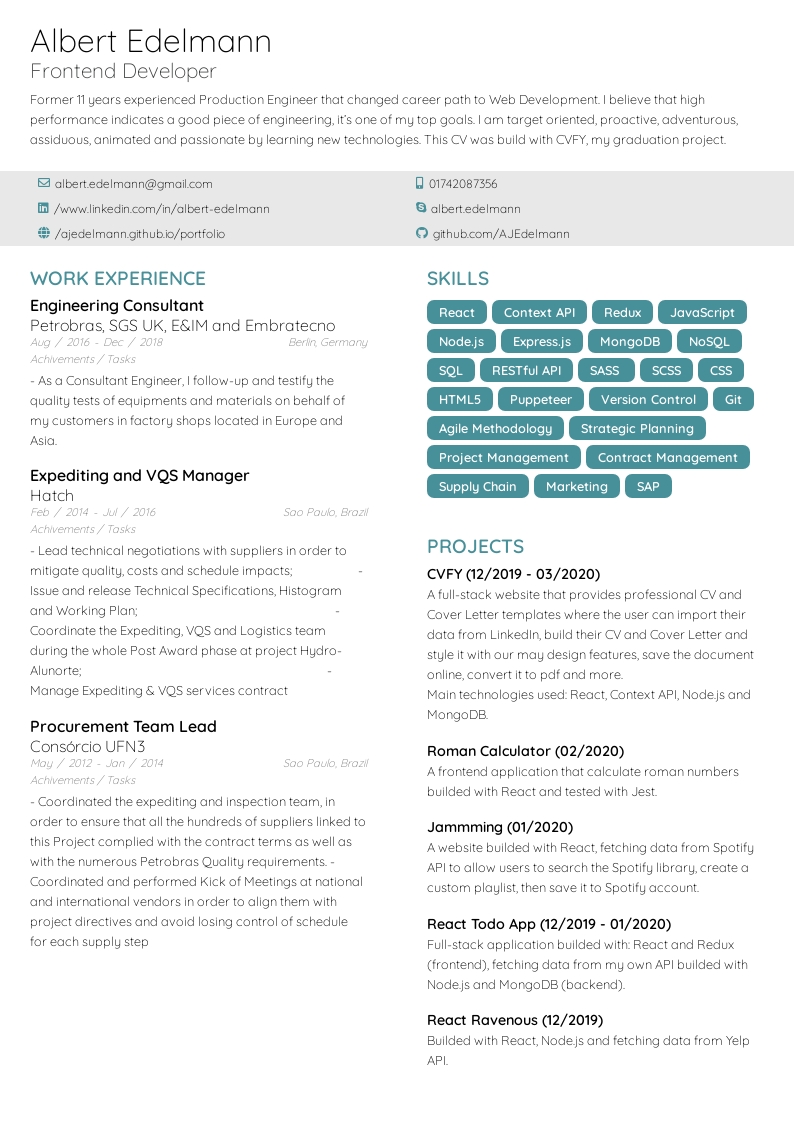 Albert Edelmann
Frontend Developer
Former 11 years experienced Production Engineer that changed career path to Web Development. I believe that high
performance indicates a good piece of engineering, it's one of my top goals. I am target oriented, proactive, adventurous,
assiduous, animated and passionate by learning new technologies. This CV was build with CVFY, my graduation project.
albert.edelmann@gmail.com
01742087356
/www.linkedin.com/in/albert-edelmann
albert.edelmann
/ajedelmann.github.io/portfolio
github.com/AJEdelmann
WORK EXPERIENCE
Engineering Consultant
Petrobras, SGS UK, E&IM and Embratecno
Aug / 2016 - Dec / 2018 Berlin, Germany
Achivements / Tasks
- As a Consultant Engineer, I follow-up and testify the
quality tests of equipments and materials on behalf of
my customers in factory shops located in Europe and
Asia.
Expediting and VQS Manager
Hatch
Feb / 2014 - Jul / 2016 Sao Paulo, Brazil
Achivements / Tasks
- Lead technical negotiations with suppliers in order to
mitigate quality, costs and schedule impacts; -
Issue and release Technical Specifications, Histogram
and Working Plan; -
Coordinate the Expediting, VQS and Logistics team
during the whole Post Award phase at project Hydro-
Alunorte; -
Manage Expediting & VQS services contract
Procurement Team Lead
Consórcio UFN3
May / 2012 - Jan / 2014 Sao Paulo, Brazil
Achivements / Tasks
- Coordinated the expediting and inspection team, in
order to ensure that all the hundreds of suppliers linked to
this Project complied with the contract terms as well as
with the numerous Petrobras Quality requirements. -
Coordinated and performed Kick of Meetings at national
and international vendors in order to align them with
project directives and avoid losing control of schedule
for each supply step
SKILLS
React Context API Redux JavaScript
Node.js Express.js MongoDB NoSQL
SQL RESTful API SASS SCSS CSS
HTML5 Puppeteer Version Control Git
Agile Methodology Strategic Planning
Project Management Contract Management
Supply Chain Marketing SAP
PROJECTS
CVFY (12/2019 - 03/2020)
A full-stack website that provides professional CV and
Cover Letter templates where the user can import their
data from LinkedIn, build their CV and Cover Letter and
style it with our may design features, save the document
online, convert it to pdf and more.
Main technologies used: React, Context API, Node.js and
MongoDB.
Roman Calculator (02/2020)
A frontend application that calculate roman numbers
builded with React and tested with Jest.
Jammming (01/2020)
A website builded with React, fetching data from Spotify
API to allow users to search the Spotify library, create a
custom playlist, then save it to Spotify account.
React Todo App (12/2019 - 01/2020)
Full-stack application builded with: React and Redux
(frontend), fetching data from my own API builded with
Node.js and MongoDB (backend).
React Ravenous (12/2019)
Builded with React, Node.js and fetching data from Yelp
API.